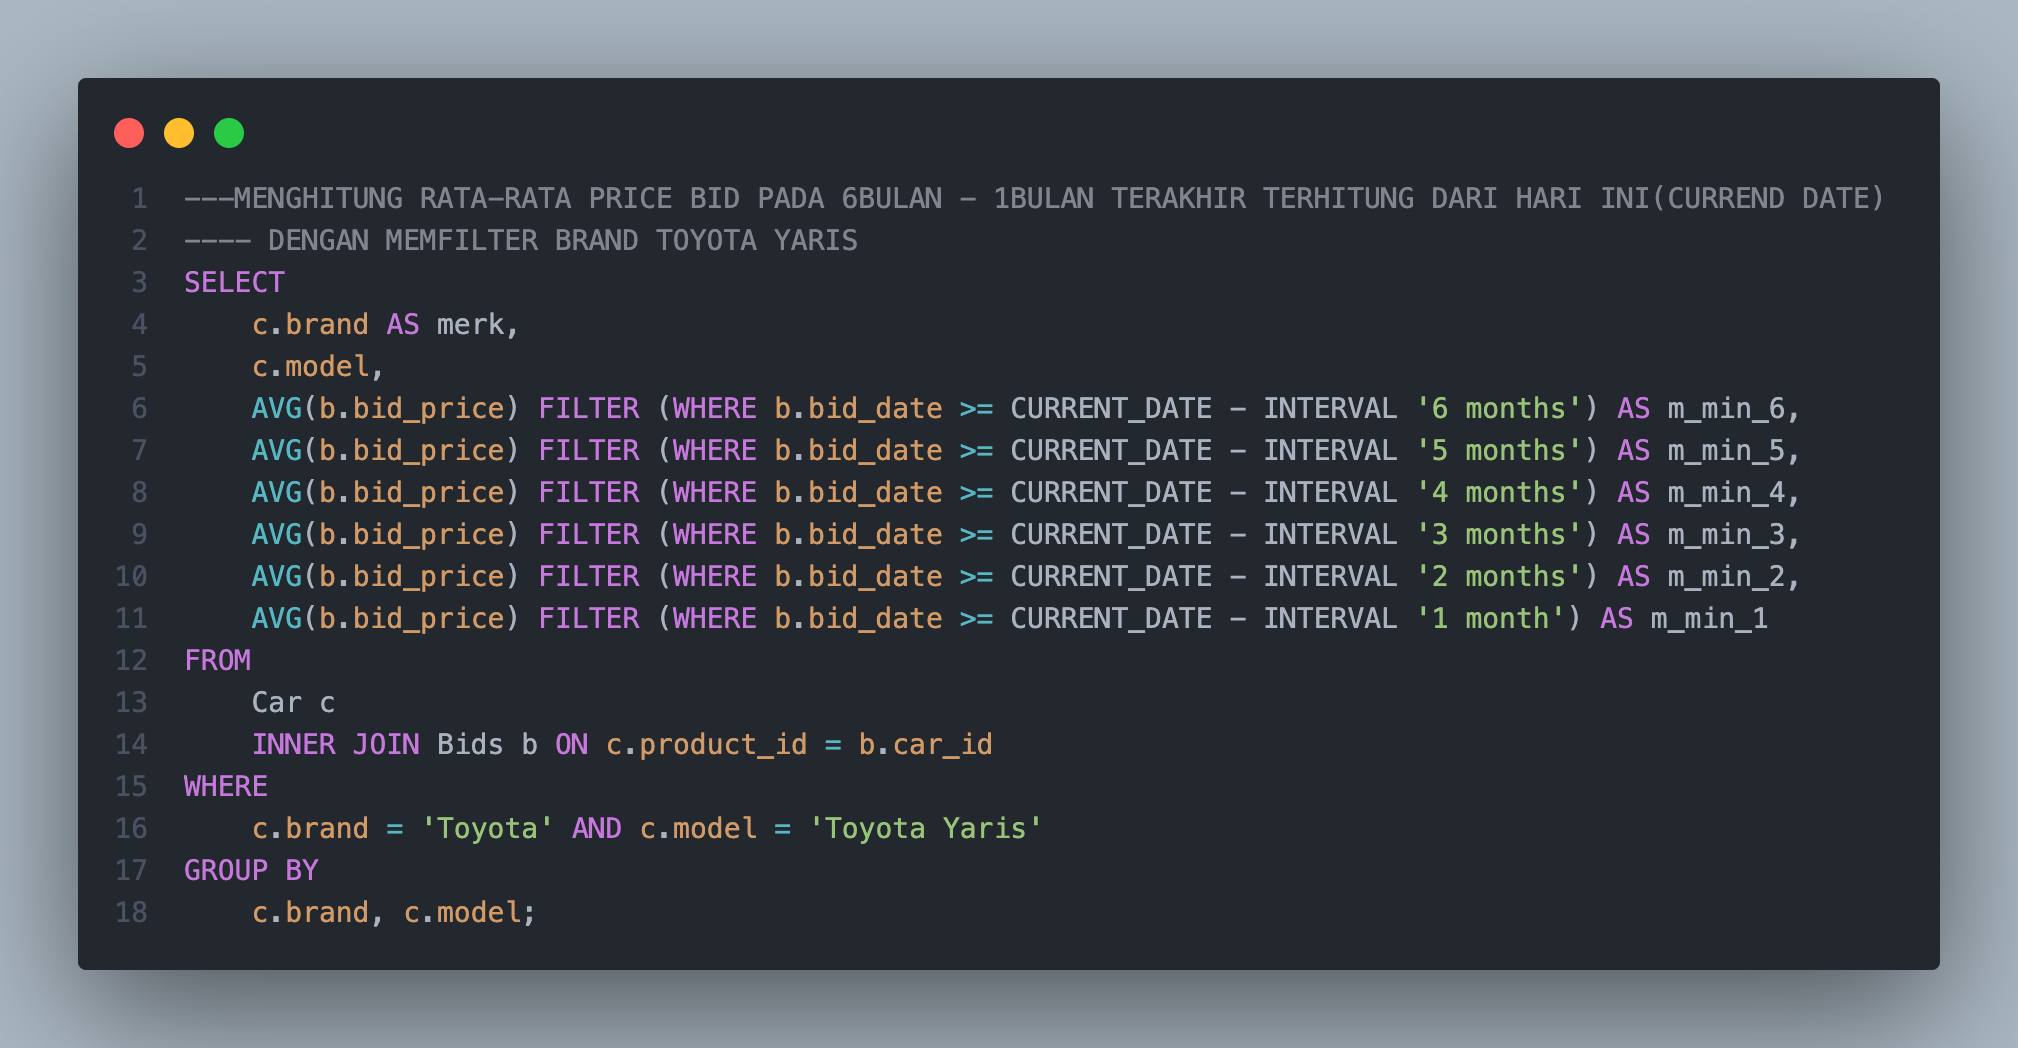 1 ---MENGHITUNG RATA-RATA PRICE BID PADA 6BULAN - 1BULAN TERAKHIR TERHITUNG DARI HARI INI(CURREND DATE)
2 ---- DENGAN MEMFILTER BRAND TOYOTA YARIS
3 SELECT
4     c.brand AS merk,
5     c.model,
6     AVG(b.bid_price) FILTER (WHERE b.bid_date >= CURRENT_DATE - INTERVAL '6 months') AS m_min_6,
7     AVG(b.bid_price) FILTER (WHERE b.bid_date >= CURRENT_DATE - INTERVAL '5 months') AS m_min_5,
8     AVG(b.bid_price) FILTER (WHERE b.bid_date >= CURRENT_DATE - INTERVAL '4 months') AS m_min_4,
9     AVG(b.bid_price) FILTER (WHERE b.bid_date >= CURRENT_DATE - INTERVAL '3 months') AS m_min_3,
10     AVG(b.bid_price) FILTER (WHERE b.bid_date >= CURRENT_DATE - INTERVAL '2 months') AS m_min_2,
11     AVG(b.bid_price) FILTER (WHERE b.bid_date >= CURRENT_DATE - INTERVAL '1 month') AS m_min_1
12 FROM
13     Car c
14     INNER JOIN Bids b ON c.product_id = b.car_id
15 WHERE
16     c.brand = 'Toyota' AND c.model = 'Toyota Yaris'
17 GROUP BY
18     c.brand, c.model;